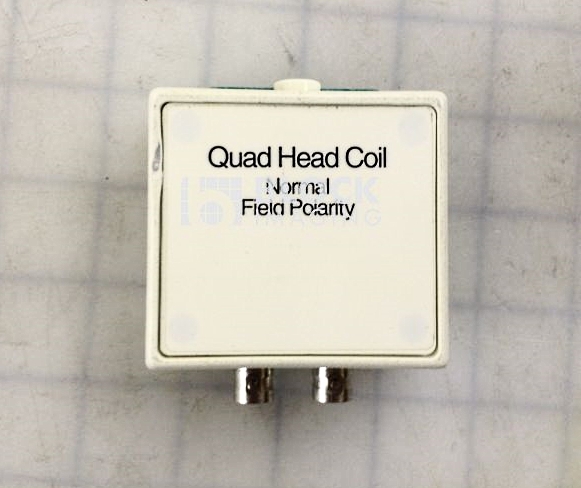 Quad Head Coil
Normal
Field Polarity